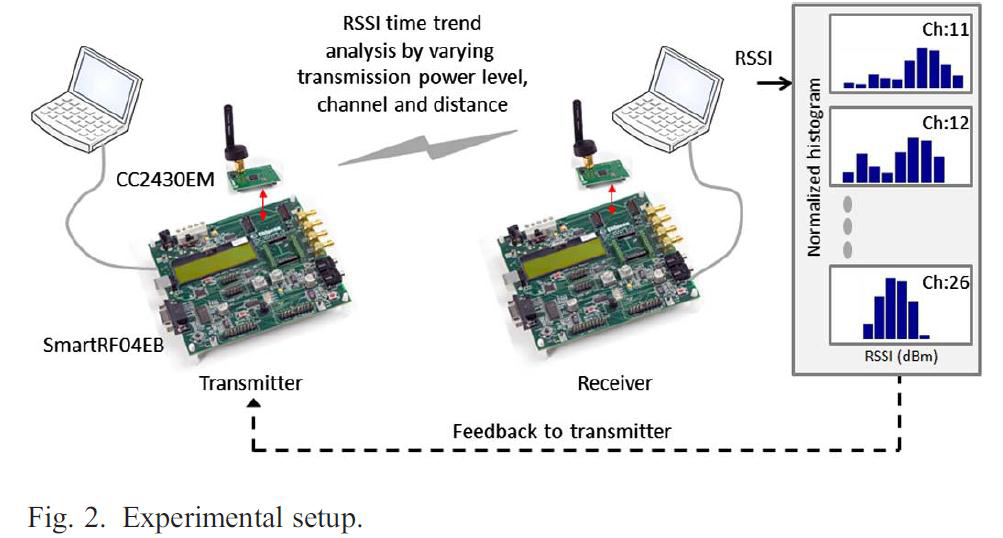 RSSI time trend
analysis by varying
transmission power level,
channel and distance
RSSI
Ch:11
Ch:12
Ch:26
Normalized histogram
RSSI (dBm)
CC2430EM
SmartRF04EB
Transmitter
Receiver
Feedback to transmitter
Fig. 2. Experimental setup.